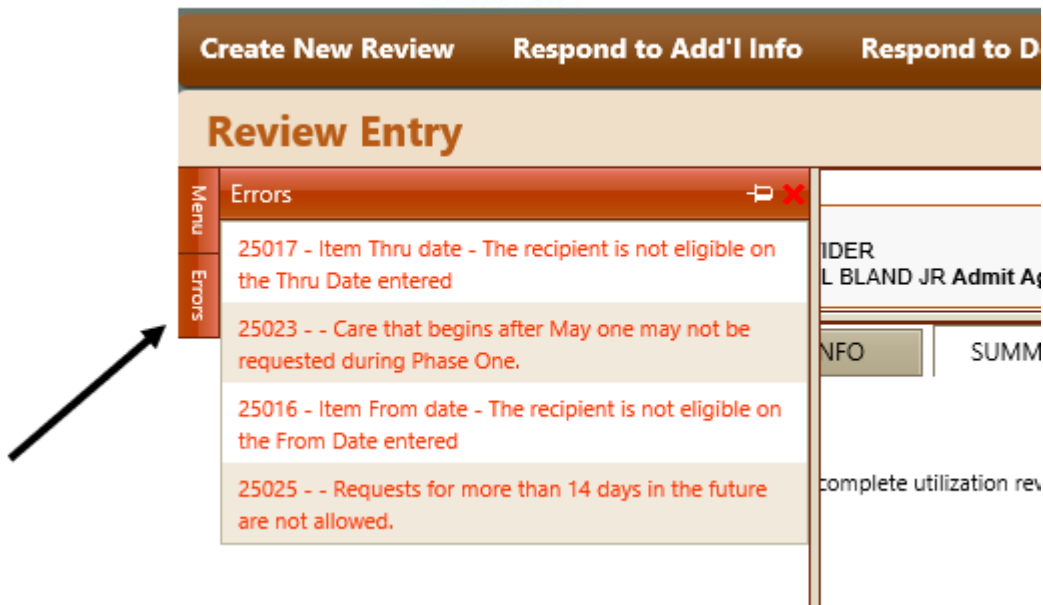 Create New Review Respond to Add'l Info Respond to
Review Entry
Menu
Errors
Errors
25017 - Item Thru date - The recipient is not eligible on
the Thru Date entered
25023 - - Care that begins after May one may not be
requested during Phase One.
25016 - Item From date - The recipient is not eligible on
the From Date entered
25025 - - Requests for more than 14 days in the future
are not allowed.
IDER
L BLAND JR Admit
NFO SUMM
complete utilization